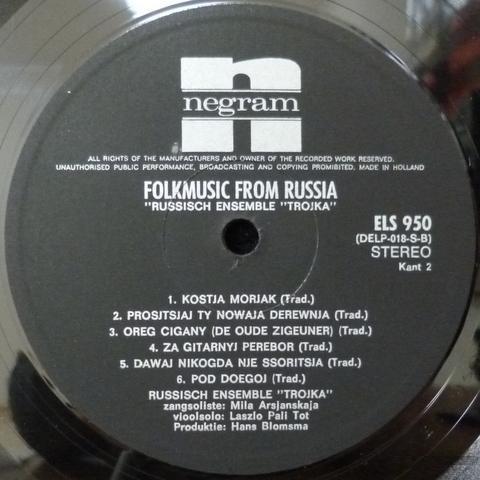 n
negram
ALL RIGHTS OF THE MANUFACTURERS AND OWNER OF THE RECORDED WORK RESERVED.
UNAUTHORISED PUBLIC PERFORMANCE, BROADCASTING AND COPYING PROHIBITED. MADE IN HOLLAND
FOLKMUSIC FROM RUSSIA
"RUSSISCH ENSEMBLE "TROJKA"
ELS 950
(DELP-018-S-B)
STEREO
Kant 2
1. KOSTJA MORJAK (Trad.)
2. PROSITSJAJ TY NOWAJA DEREWNJA (Trad.)
3. OREG CIGANY (DE OUDE ZIGEUNER) (Trad.)
4. ZA GITARNYJ PEREBOR (Trad.)
5. DAWAJ NIKOGDA NJE SSORITSJA (Trad.)
6. POD DOEGOJ (Trad.)
RUSSISCH ENSEMBLE "TROJKA"
zangsoliste: Mila Arsjanskaja
vioolsolo: Laszlo Pali Tot
Produktie: Hans Blomsma